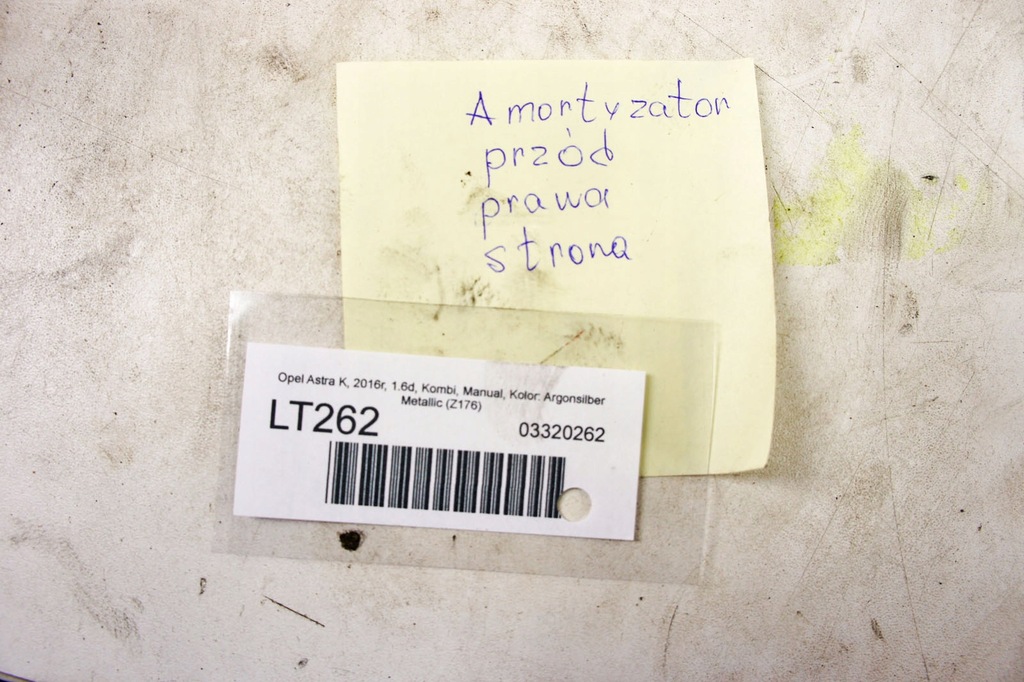 Amortyzator
przód
prawa
strona
Opel Astra K, 2016r, 1.6d, Kombi, Manual, Kolor: Argonsilber
Metallic (Z176)
LT262 03320262